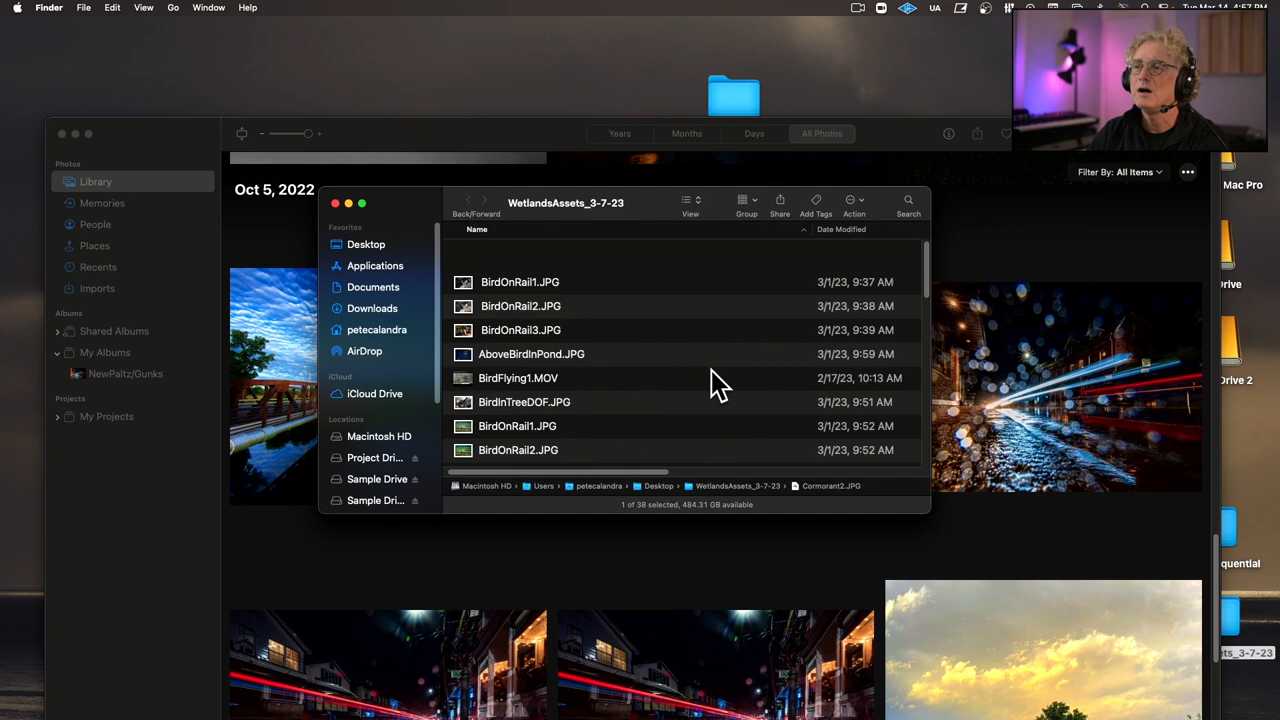 Finder File Edit View Go Window Help
UA
Tue Mar 14 4:57 PM
Years Months Days All Photos
Photos
Library
Memories
People
Places
Recents
Imports
Albums
Shared Albums
My Albums
NewPaltz/Gunks
Projects
My Projects
Oct 5, 2022
Filter By: All Items
Mac Pro
Drive
Drive 2
quential
ets_3-7-23
WetlandsAssets_3-7-23
Back/Forward View Group Share Add Tags Action Search
Favorites
Desktop
Applications
Documents
Downloads
petecalandra
AirDrop
iCloud
iCloud Drive
Locations
Macintosh HD
Project Dri...
Sample Drive
Sample Dri...
Name Date Modified
BirdOnRail1.JPG 3/1/23, 9:37 AM
BirdOnRail2.JPG 3/1/23, 9:38 AM
BirdOnRail3.JPG 3/1/23, 9:39 AM
AboveBirdInPond.JPG 3/1/23, 9:59 AM
BirdFlying1.MOV 2/17/23, 10:13 AM
BirdInTreeDOF.JPG 3/1/23, 9:51 AM
BirdOnRail1.JPG 3/1/23, 9:52 AM
BirdOnRail2.JPG 3/1/23, 9:52 AM
Macintosh HD › Users › petecalandra › Desktop › WetlandsAssets_3-7-23 › Cormorant2.JPG
1 of 38 selected, 484.31 GB available